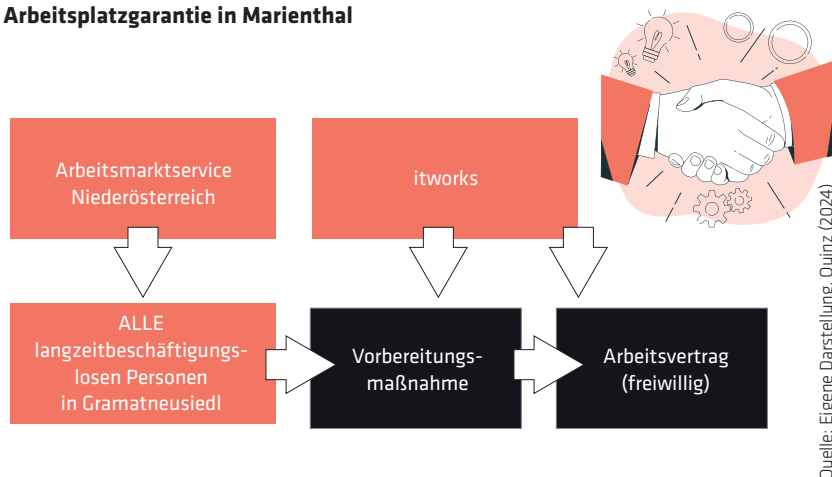 Arbeitsplatzgarantie in Marienthal
Arbeitsmarktservice
Niederösterreich
itworks
ALLE
langzeitbeschäftigungs-
losen Personen
in Gramatneusiedl
Vorbereitungs-
maßnahme
Arbeitsvertrag
(freiwillig)
Quelle: Eigene Darstellung, Quinz (2024)